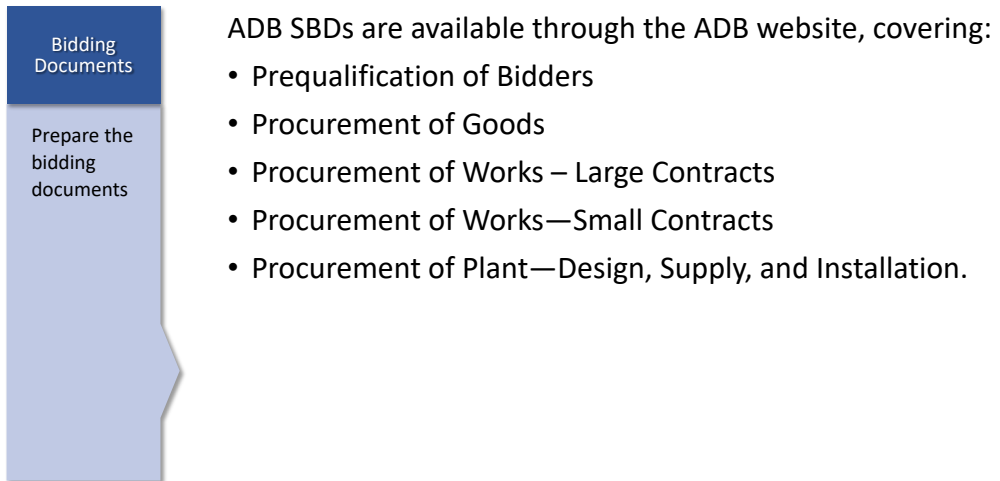 Bidding
Documents
Prepare the
bidding
documents
ADB SBDs are available through the ADB website, covering:
• Prequalification of Bidders
• Procurement of Goods
• Procurement of Works – Large Contracts
• Procurement of Works—Small Contracts
• Procurement of Plant—Design, Supply, and Installation.